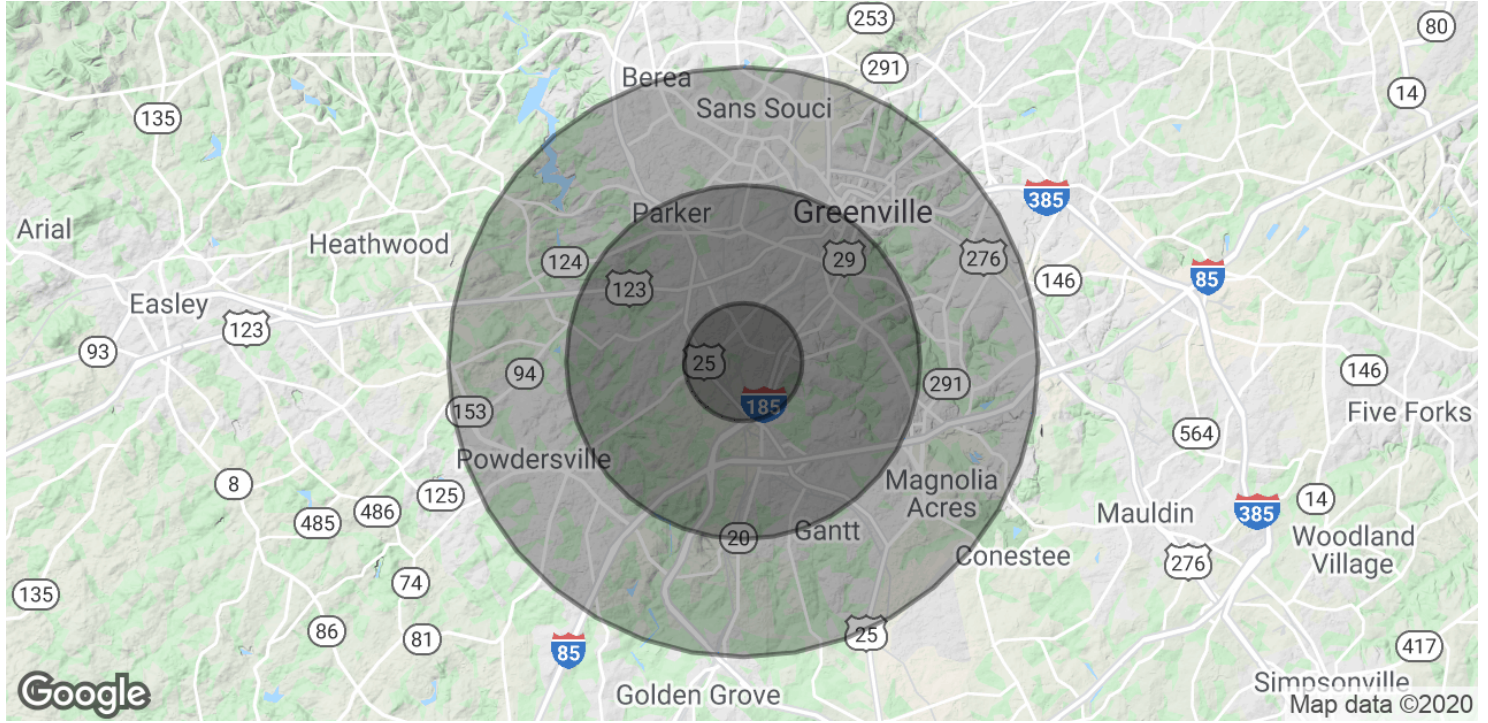 253
80
291
Berea
14
Sans Souci
135
385
Parker
Greenville
Arial
Heathwood
124
29
276
85
146
123
Easley
123
93
25
94
291
146
185
153
Five Forks
564
Powdersville
8
125
Magnolia
Acres
486
485
14
Mauldin
385
Gantt
20
Woodland
Village
Conestee
276
74
135
86
81
25
85
417
Simpsonville
Golden Grove
Google
Map data ©2020